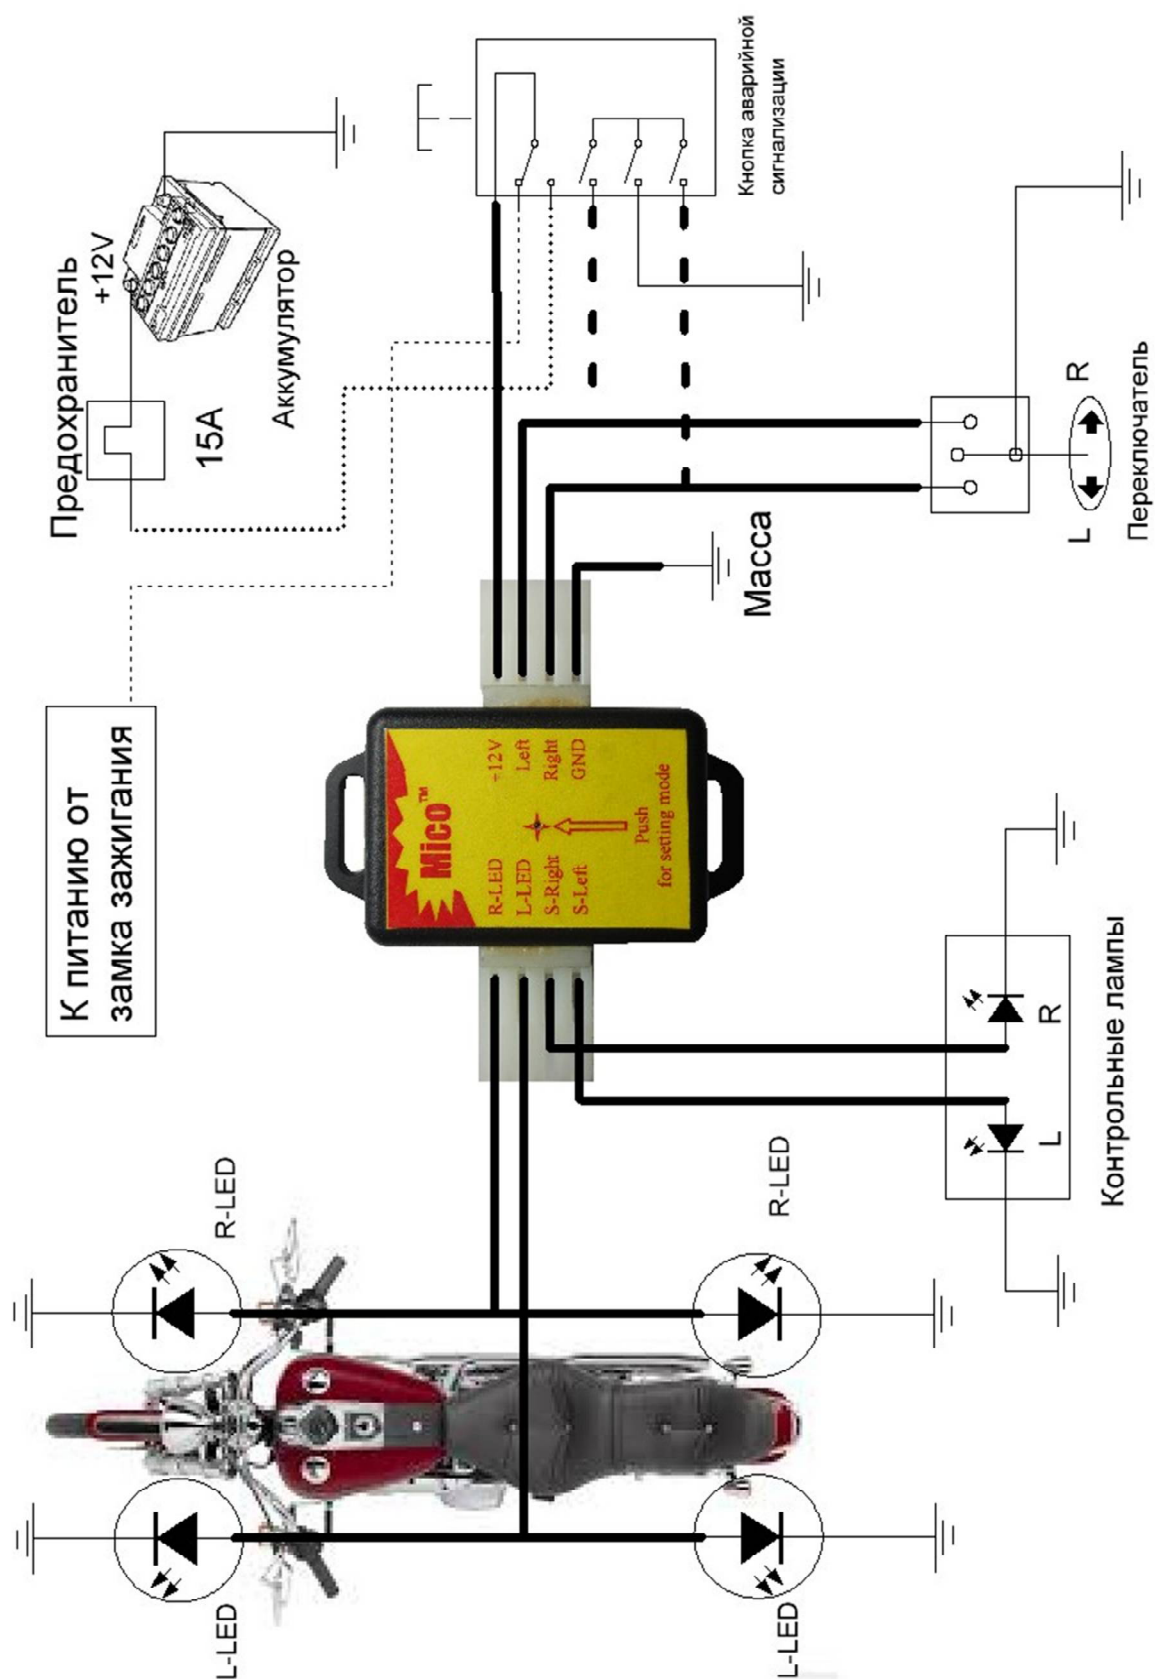 Предохранитель
+12V
15A
Аккумулятор
Кнопка аварийной
сигнализации
К питанию от
замка зажигания
Масса
L
R
Переключатель
Mico™
R-LED
L-LED
S-Right
S-Left
+12V
Left
Right
GND
Push
for setting mode
R-LED
R-LED
L-LED
L-LED
L
R
Контрольные лампы